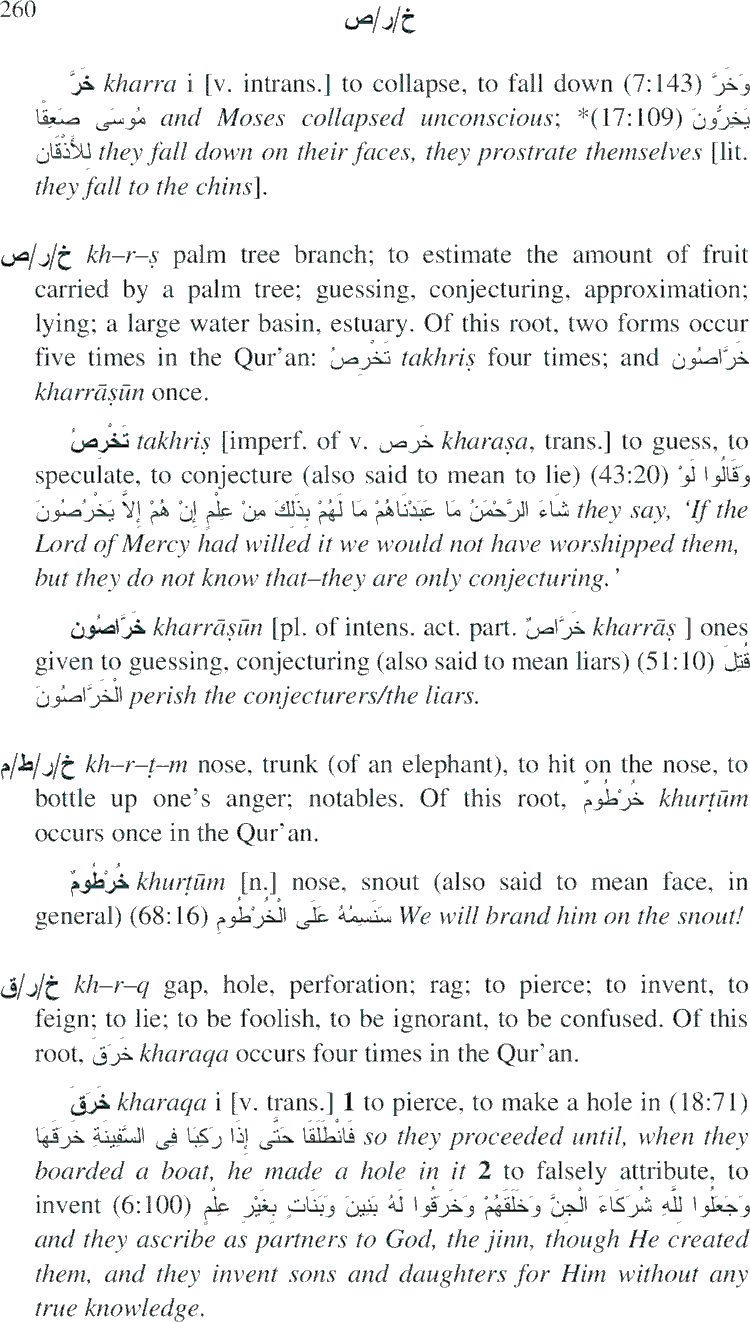 260
خ/ر/ص
خَرَّ kharra i [v. intrans.] to collapse, to fall down (7:143) وَخَرَّ
مُوسَى صَعِقًا and Moses collapsed unconscious; *(17:109) يَخِرُّونَ
لِلأَذْقَانِ they fall down on their faces, they prostrate themselves [lit.
they fall to the chins].
خ/ر/ص kh–r–ṣ palm tree branch; to estimate the amount of fruit
carried by a palm tree; guessing, conjecturing, approximation;
lying; a large water basin, estuary. Of this root, two forms occur
five times in the Qur’an: تَخْرِصُ takhriṣ four times; and خَرَّاصُون
kharrāṣūn once.
تَخْرِصُ takhriṣ [imperf. of v. خَرص kharaṣa, trans.] to guess, to
speculate, to conjecture (also said to mean to lie) (43:20) وَقَالُوا لَوْ
شَاءَ الرَّحْمَنُ مَا عَبَدْنَاهُمْ مَا لَهُمْ بِذَلِكَ مِنْ عِلْمٍ إِنْ هُمْ إِلاَّ يَخْرُصُونَ they say, ‘If the
Lord of Mercy had willed it we would not have worshipped them,
but they do not know that–they are only conjecturing.’
خَرَّاصُون kharrāṣūn [pl. of intens. act. part. خَرَّاصٌ kharrāṣ ] ones
given to guessing, conjecturing (also said to mean liars) (51:10) قُتِلَ
الْخَرَّاصُونَ perish the conjecturers/the liars.
خ/ر/ط/م kh–r–ṭ–m nose, trunk (of an elephant), to hit on the nose, to
bottle up one’s anger; notables. Of this root, خُرْطُومٌ khurṭūm
occurs once in the Qur’an.
خُرْطُومٌ khurṭūm [n.] nose, snout (also said to mean face, in
general) (68:16) سَنَسِمُهُ عَلَى الْخُرْطُومِ We will brand him on the snout!
خ/ر/ق kh–r–q gap, hole, perforation; rag; to pierce; to invent, to
feign; to lie; to be foolish, to be ignorant, to be confused. Of this
root, خَرَقَ kharaqa occurs four times in the Qur’an.
خَرَقَ kharaqa i [v. trans.] 1 to pierce, to make a hole in (18:71)
فَانْطَلَقَا حَتَّى إِذَا رَكِبَا فِى السَّفِينَةِ خَرَقَهَا so they proceeded until, when they
boarded a boat, he made a hole in it 2 to falsely attribute, to
invent (6:100) وَجَعَلُوا لِلَّهِ شُرَكَاءَ الْجِنَّ وَخَلَقَهُمْ وَخَرَقُوا لَهُ بَنِينَ وَبَنَاتٍ بِغَيْرِ عِلْمٍ
and they ascribe as partners to God, the jinn, though He created
them, and they invent sons and daughters for Him without any
true knowledge.